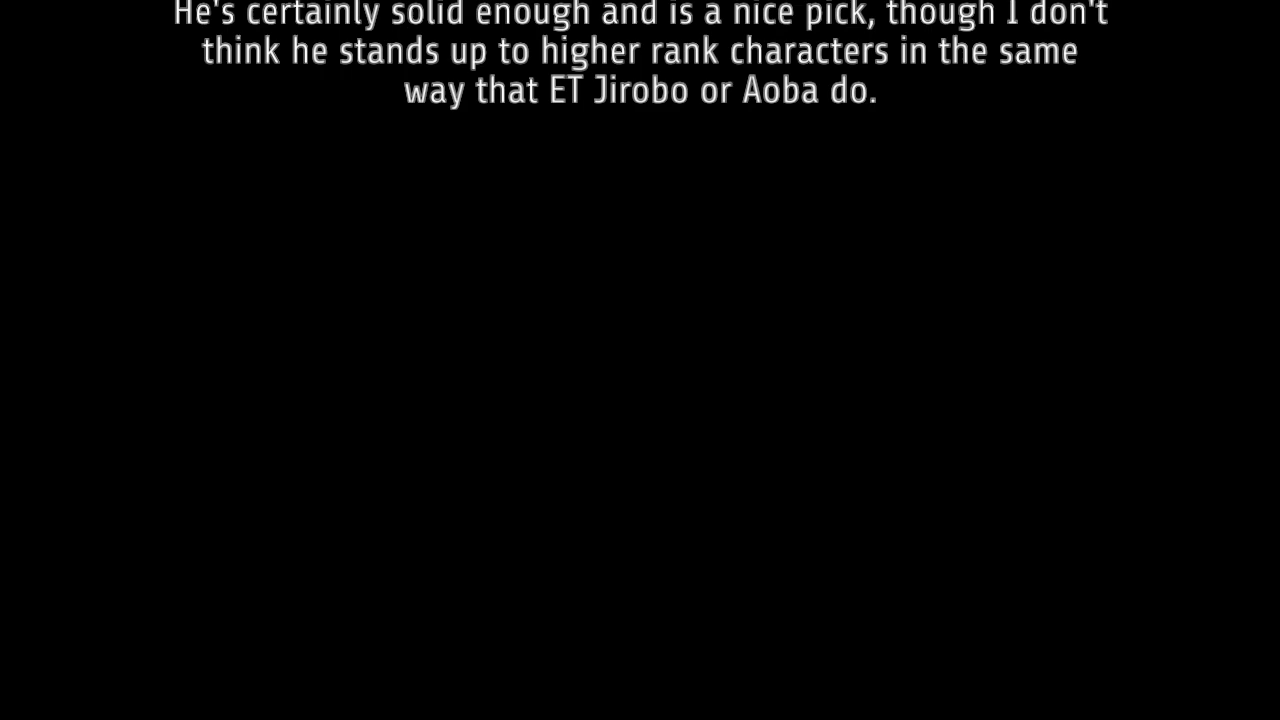 He's certainly solid enough and is a nice pick, though I don't
think he stands up to higher rank characters in the same
way that ET Jirobo or Aoba do.